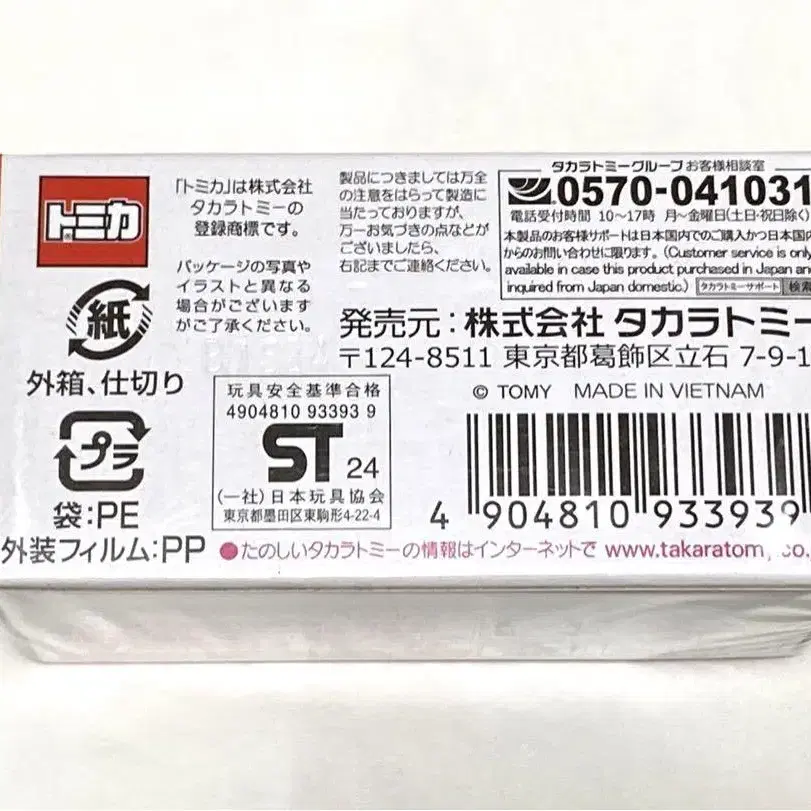 トミカ
「トミカ」は株式会社
タカラトミーの
登録商標です。
パッケージの写真や
イラストと異なる
場合がございます
がご了承ください。
製品につきましては万全
の注意をはらって製造に
当たっておりますが、
万一お気づきの点などが
ございましたら、
右記までご連絡ください。
タカラトミーグループ お客様相談室
0570-041031
電話受付時間 10〜17時 月〜金曜日(土日・祝日除く)
本製品のお客様サポートは日本国内でのご購入かつ日本国内
からのお問い合わせに限ります。(Customer service is only
available in case this product purchased in Japan and
inquired from Japan domestic.) タカラトミーサポート 検索
発売元:株式会社 タカラトミー
〒124-8511 東京都葛飾区立石 7-9-1
© TOMY MADE IN VIETNAM
紙
外箱、仕切り
プラ
袋:PE
外装フィルム:PP
玩具安全基準合格
4904810 93393 9
ST 24
(一社)日本玩具協会
東京都墨田区東駒形4-22-4
4 904810 933939
●たのしいタカラトミーの情報はインターネットで www.takaratom .co.